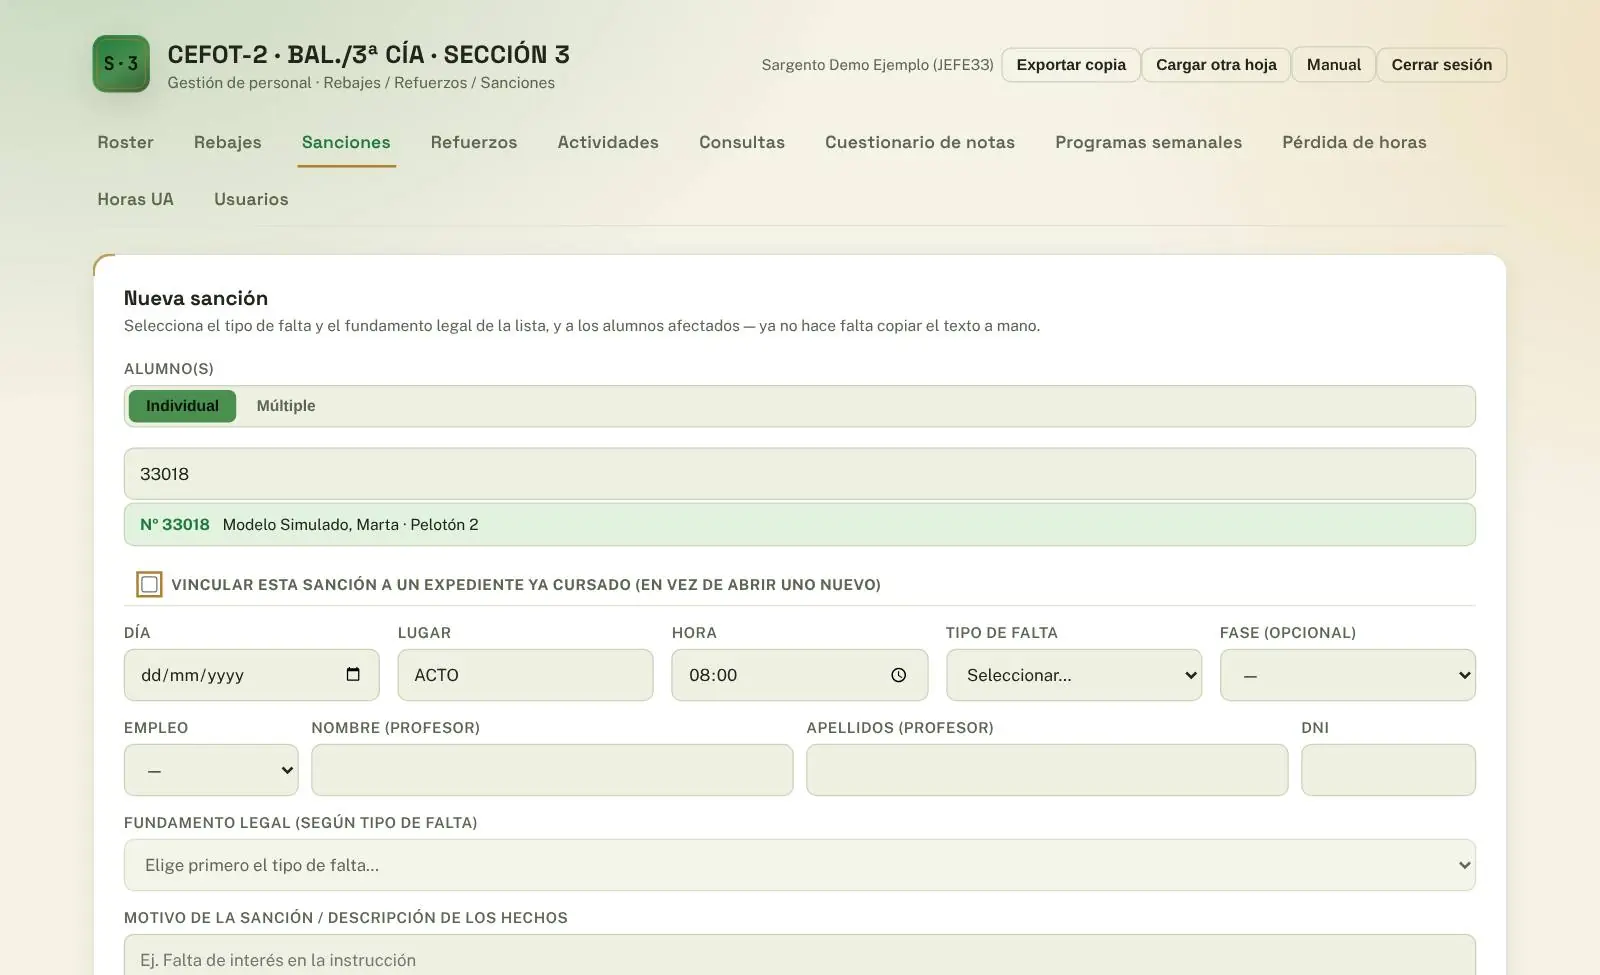 S·3
CEFOT-2 · BAL./3ª CÍA · SECCIÓN 3
Gestión de personal · Rebajes / Refuerzos / Sanciones
Sargento Demo Ejemplo (JEFE33)
Exportar copia
Cargar otra hoja
Manual
Cerrar sesión
Roster
Rebajes
Sanciones
Refuerzos
Actividades
Consultas
Cuestionario de notas
Programas semanales
Pérdida de horas
Horas UA
Usuarios
Nueva sanción
Selecciona el tipo de falta y el fundamento legal de la lista, y a los alumnos afectados — ya no hace falta copiar el texto a mano.
ALUMNO(S)
Individual
Múltiple
33018
Nº 33018 Modelo Simulado, Marta · Pelotón 2
VINCULAR ESTA SANCIÓN A UN EXPEDIENTE YA CURSADO (EN VEZ DE ABRIR UNO NUEVO)
DÍA
LUGAR
HORA
TIPO DE FALTA
FASE (OPCIONAL)
dd/mm/yyyy
ACTO
08:00
Seleccionar...
—
EMPLEO
NOMBRE (PROFESOR)
APELLIDOS (PROFESOR)
DNI
—
FUNDAMENTO LEGAL (SEGÚN TIPO DE FALTA)
Elige primero el tipo de falta...
MOTIVO DE LA SANCIÓN / DESCRIPCIÓN DE LOS HECHOS
Ej. Falta de interés en la instrucción